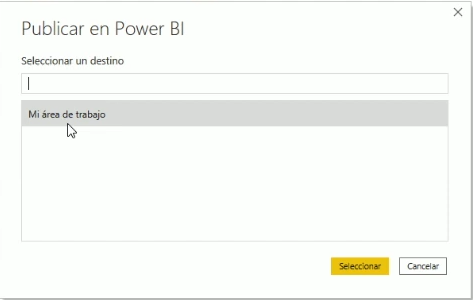 Publicar en Power BI
Seleccionar un destino
Mi área de trabajo
Seleccionar
Cancelar